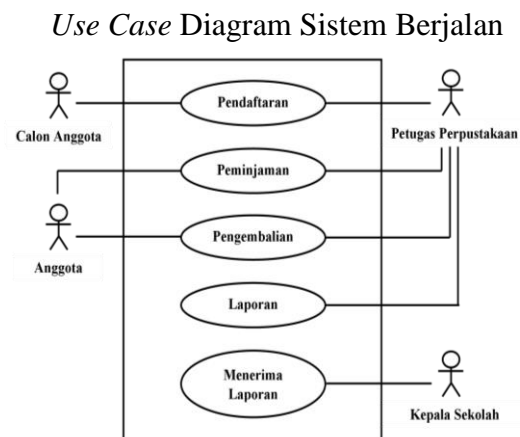 Use Case Diagram Sistem Berjalan
Pendaftaran
Calon Anggota
Petugas Perpustakaan
Peminjaman
Pengembalian
Anggota
Laporan
Menerima
Laporan
Kepala Sekolah